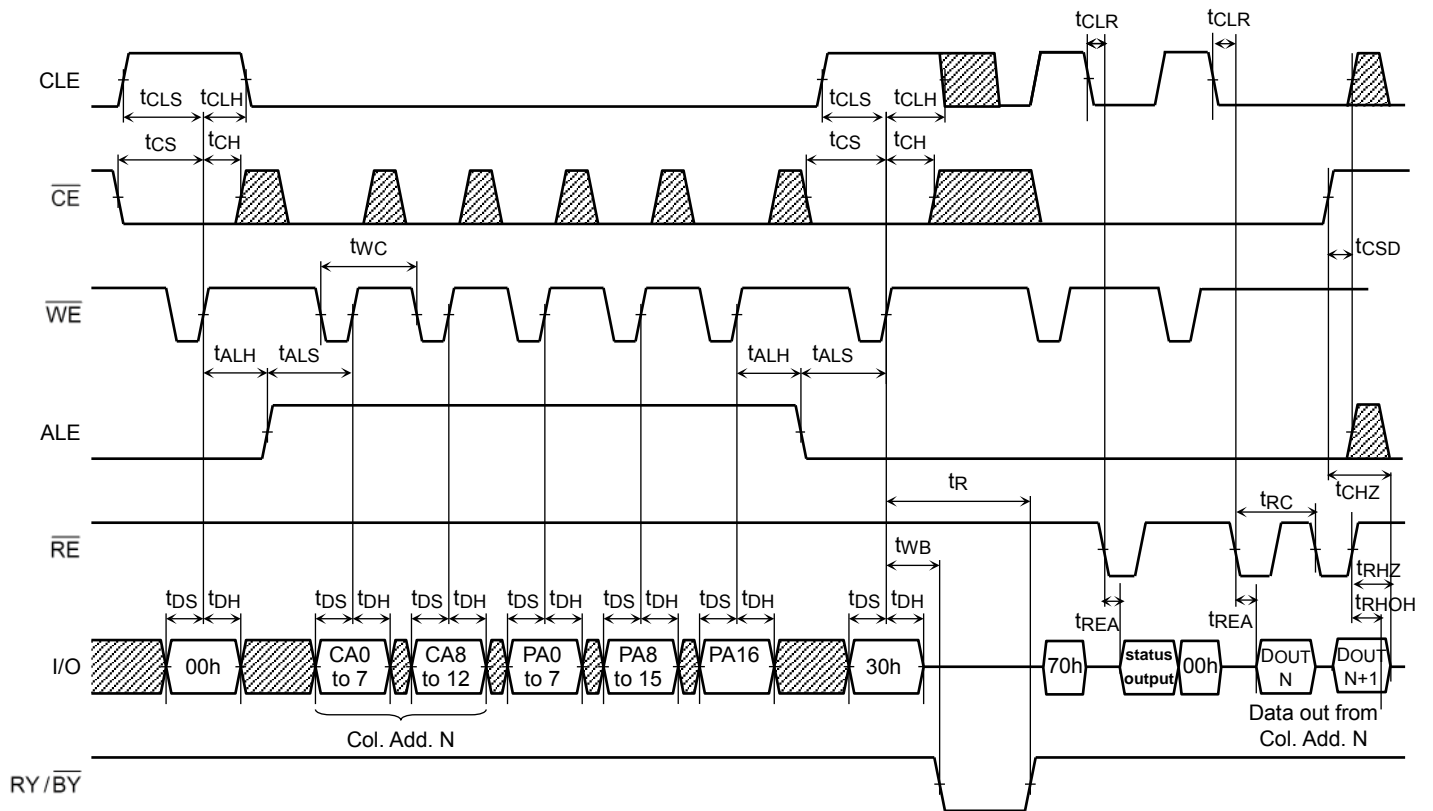 tCLR tCLR
CLE
tCLS tCLH tCLS tCLH
tCS tCH tCS tCH
CE
tWC tCSD
WE
tALH tALS tALH tALS
ALE
tR tCHZ
tRC
RE
tWB
tRHZ
tDS tDH tDS tDH tDS tDH tDS tDH tDS tDH tDS tDH tDS tDH tRHOH
tREA tREA
I/O
00h
CA0
to 7
CA8
to 12
PA0
to 7
PA8
to 15
PA16
30h
70h
status
output
00h
DOUT
N
DOUT
N+1
Col. Add. N
Data out from
Col. Add. N
RY/BY